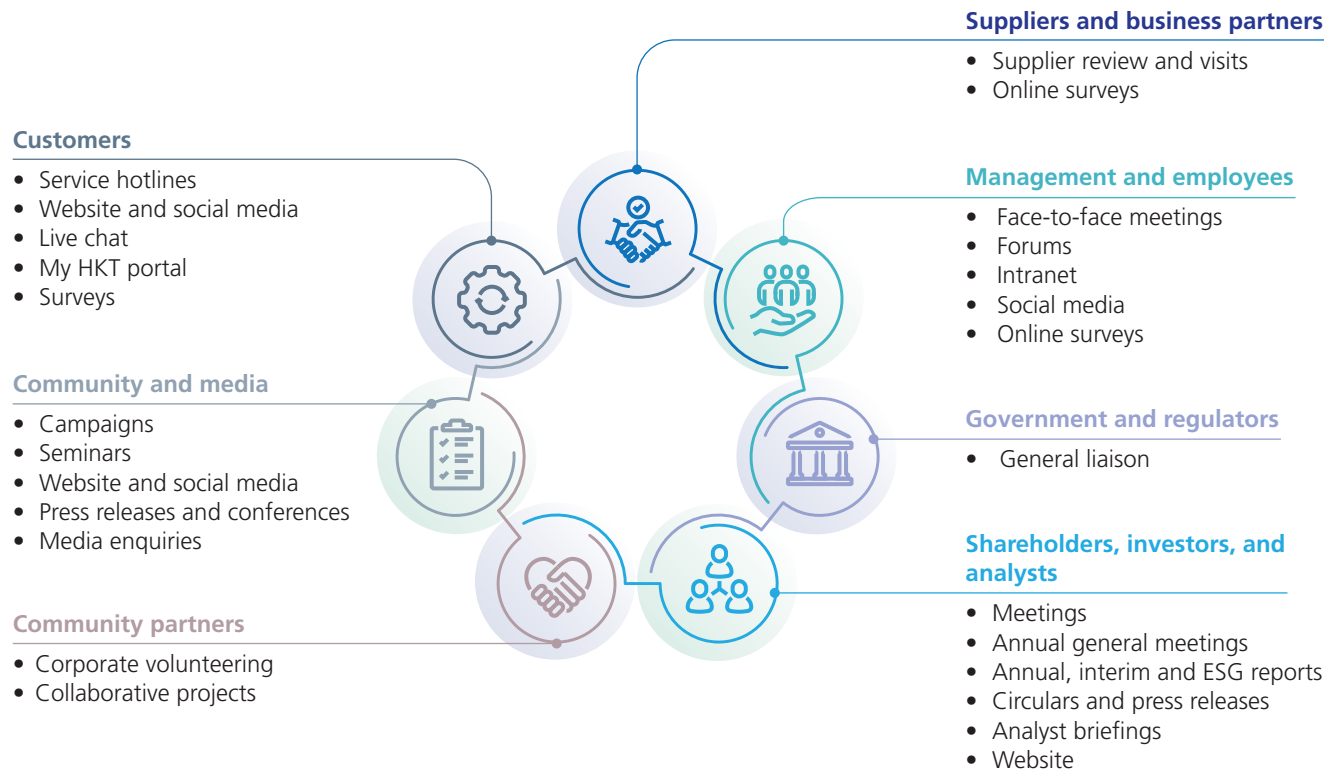 Suppliers and business partners
• Supplier review and visits
• Online surveys
Customers
• Service hotlines
• Website and social media
• Live chat
• My HKT portal
• Surveys
Management and employees
• Face-to-face meetings
• Forums
• Intranet
• Social media
• Online surveys
Community and media
• Campaigns
• Seminars
• Website and social media
• Press releases and conferences
• Media enquiries
Government and regulators
• General liaison
Community partners
• Corporate volunteering
• Collaborative projects
Shareholders, investors, and
analysts
• Meetings
• Annual general meetings
• Annual, interim and ESG reports
• Circulars and press releases
• Analyst briefings
• Website